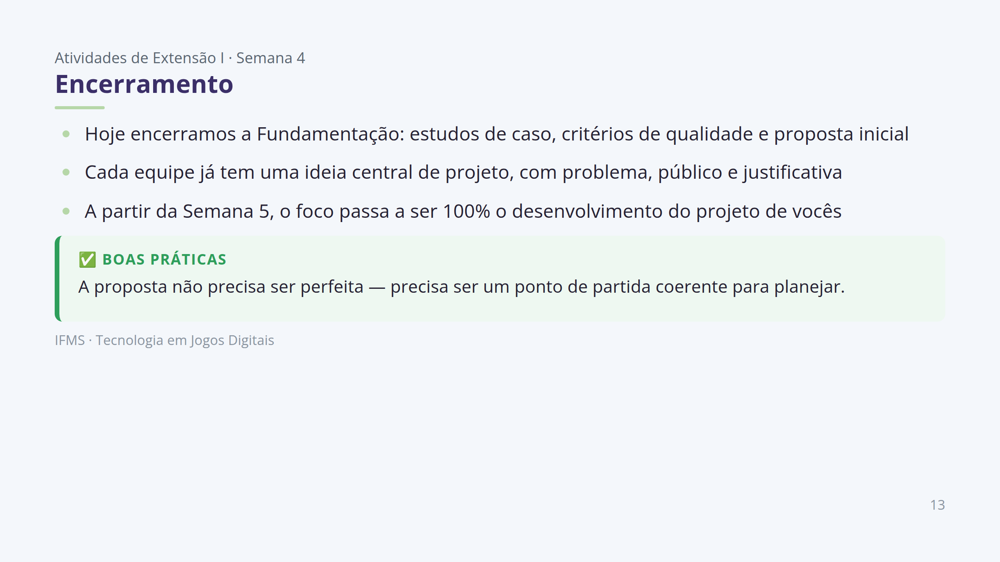 Atividades de Extensão I · Semana 4
Encerramento
Hoje encerramos a Fundamentação: estudos de caso, critérios de qualidade e proposta inicial
Cada equipe já tem uma ideia central de projeto, com problema, público e justificativa
A partir da Semana 5, o foco passa a ser 100% o desenvolvimento do projeto de vocês
✅ BOAS PRÁTICAS
A proposta não precisa ser perfeita — precisa ser um ponto de partida coerente para planejar.
IFMS · Tecnologia em Jogos Digitais
13